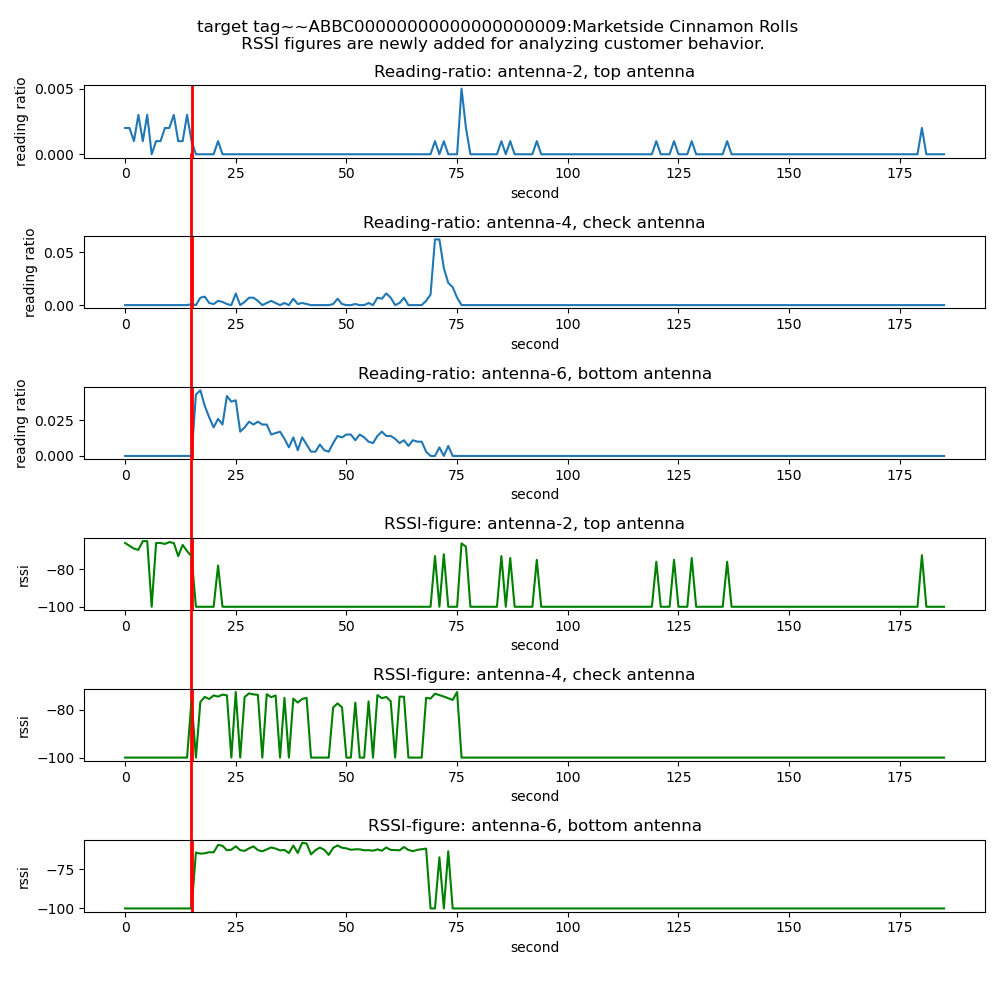 target tag~~ABBC00000000000000000009:Marketside Cinnamon Rolls
RSSI figures are newly added for analyzing customer behavior.
Reading-ratio: antenna-2, top antenna
reading ratio
0.005
0.000
0 25 50 75 100 125 150 175
second
Reading-ratio: antenna-4, check antenna
reading ratio
0.05
0.00
0 25 50 75 100 125 150 175
second
Reading-ratio: antenna-6, bottom antenna
reading ratio
0.025
0.000
0 25 50 75 100 125 150 175
second
RSSI-figure: antenna-2, top antenna
rssi
−80
−100
0 25 50 75 100 125 150 175
second
RSSI-figure: antenna-4, check antenna
rssi
−80
−100
0 25 50 75 100 125 150 175
second
RSSI-figure: antenna-6, bottom antenna
rssi
−75
−100
0 25 50 75 100 125 150 175
second